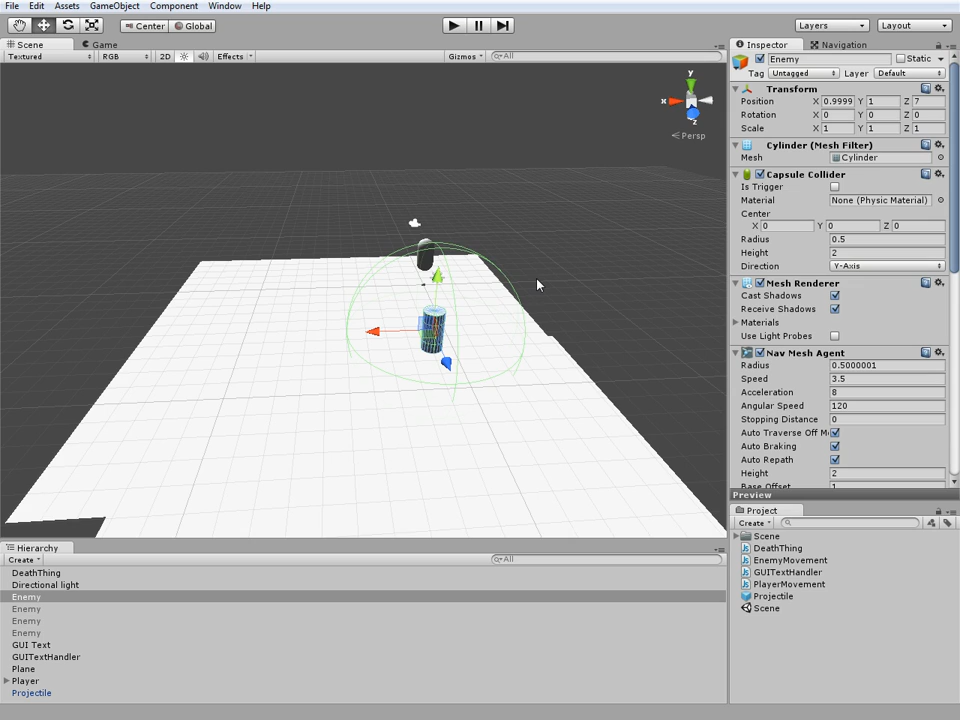 File Edit Assets GameObject Component Window Help
Center Global Layers Layout
Scene Game
Textured RGB 2D Effects Gizmos All
y
x
z
Persp
Inspector Navigation
Enemy Static
Tag Untagged Layer Default
Transform
Position X 0.9999 Y 1 Z 7
Rotation X 0 Y 0 Z 0
Scale X 1 Y 1 Z 1
Cylinder (Mesh Filter)
Mesh Cylinder
Capsule Collider
Is Trigger
Material None (Physic Material)
Center
X 0 Y 0 Z 0
Radius 0.5
Height 2
Direction Y-Axis
Mesh Renderer
Cast Shadows
Receive Shadows
Materials
Use Light Probes
Nav Mesh Agent
Radius 0.5000001
Speed 3.5
Acceleration 8
Angular Speed 120
Stopping Distance 0
Auto Traverse Off M
Auto Braking
Auto Repath
Height 2
Base Offset 1
Preview
Project
Create
Scene
DeathThing
EnemyMovement
GUITextHandler
PlayerMovement
Projectile
Scene
Hierarchy
Create All
DeathThing
Directional light
Enemy
Enemy
Enemy
Enemy
GUI Text
GUITextHandler
Plane
Player
Projectile